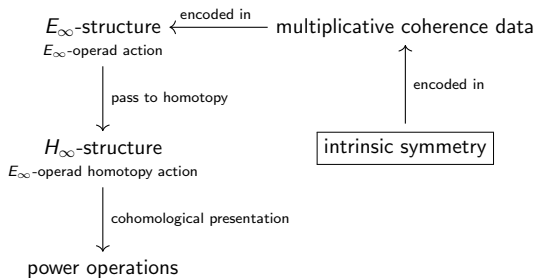 E∞-structure
encoded in
multiplicative coherence data
E∞-operad action
pass to homotopy
encoded in
H∞-structure
intrinsic symmetry
E∞-operad homotopy action
cohomological presentation
power operations